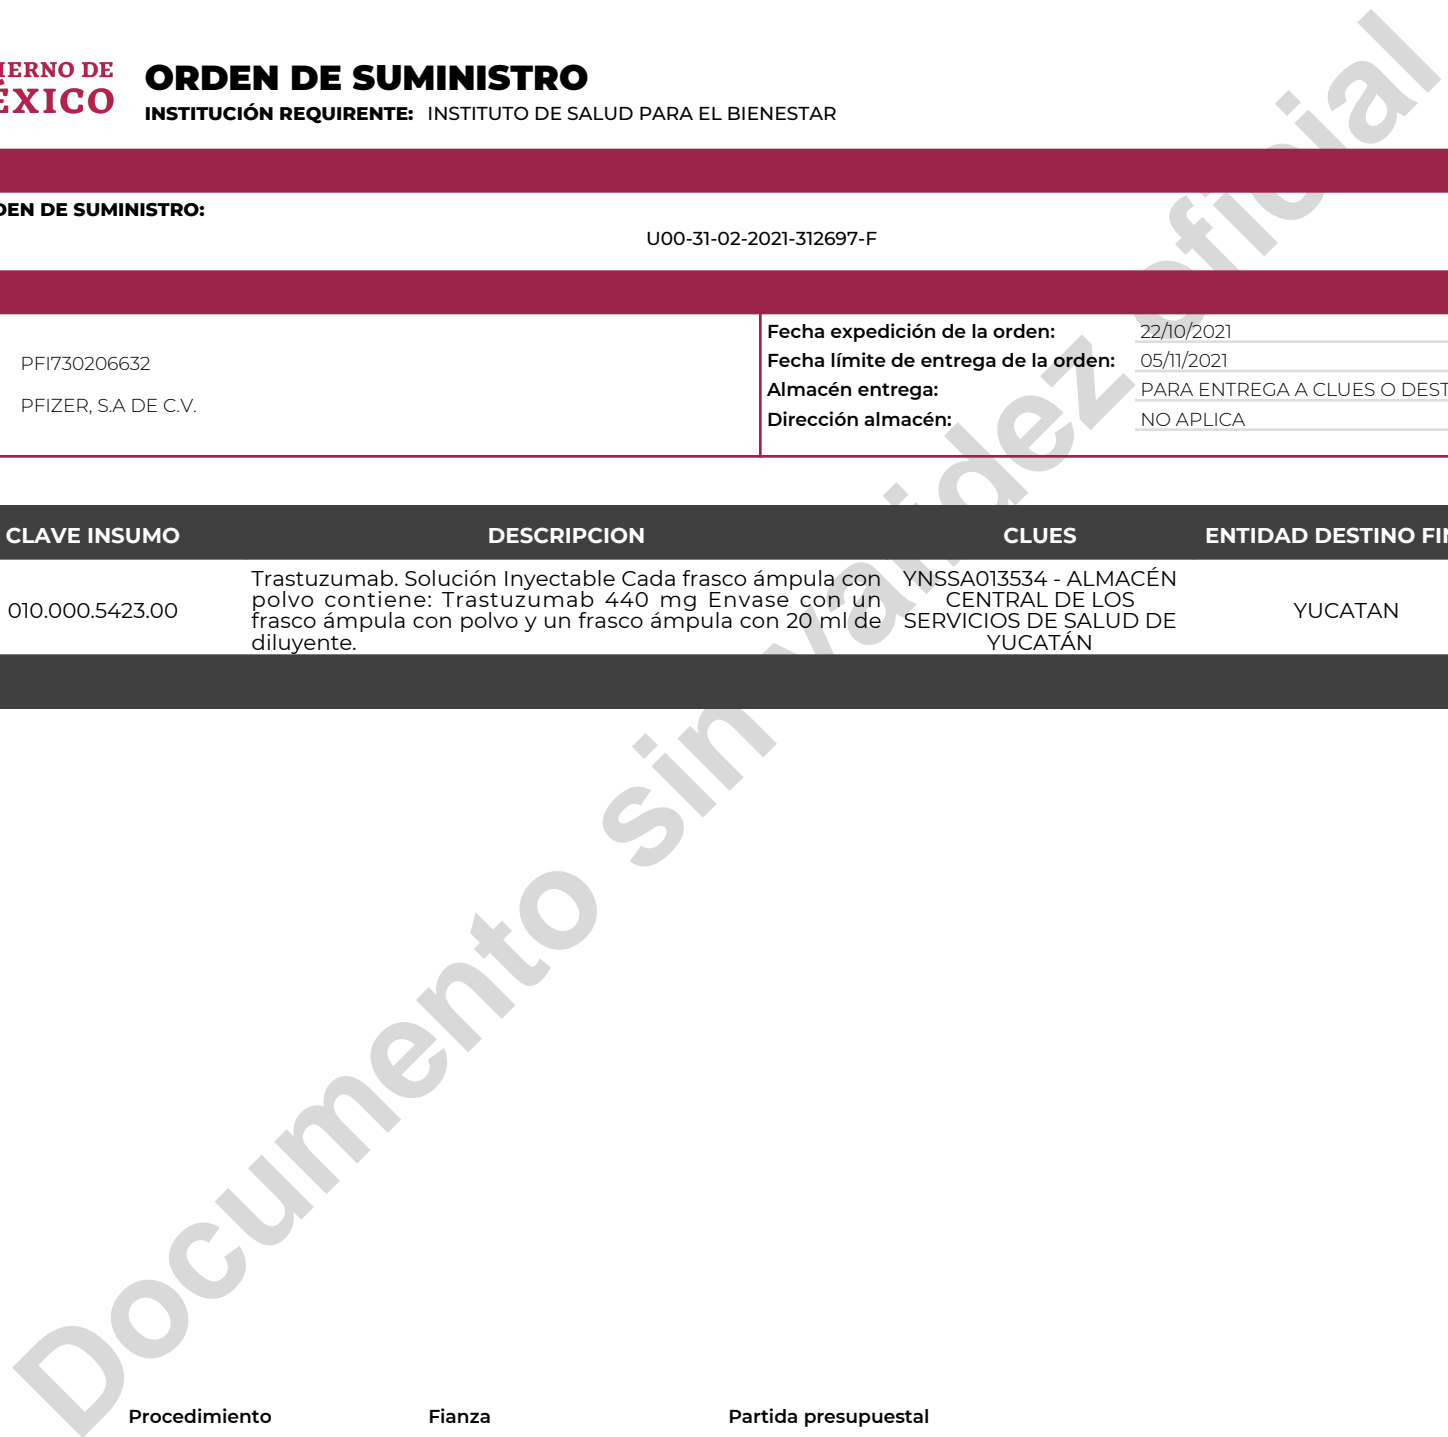 IERNO DE
ÉXICO
ORDEN DE SUMINISTRO
INSTITUCIÓN REQUIRENTE: INSTITUTO DE SALUD PARA EL BIENESTAR
DEN DE SUMINISTRO:
U00-31-02-2021-312697-F
PFI730206632
PFIZER, S.A DE C.V.
Fecha expedición de la orden: 22/10/2021
Fecha límite de entrega de la orden: 05/11/2021
Almacén entrega: PARA ENTREGA A CLUES O DEST
Dirección almacén: NO APLICA
CLAVE INSUMO DESCRIPCION CLUES ENTIDAD DESTINO FIN
010.000.5423.00
Trastuzumab. Solución Inyectable Cada frasco ámpula con
polvo contiene: Trastuzumab 440 mg Envase con un
frasco ámpula con polvo y un frasco ámpula con 20 ml de
diluyente.
YNSSA013534 - ALMACÉN
CENTRAL DE LOS
SERVICIOS DE SALUD DE
YUCATÁN
YUCATAN
Documento sin validez oficial
Procedimiento Fianza Partida presupuestal